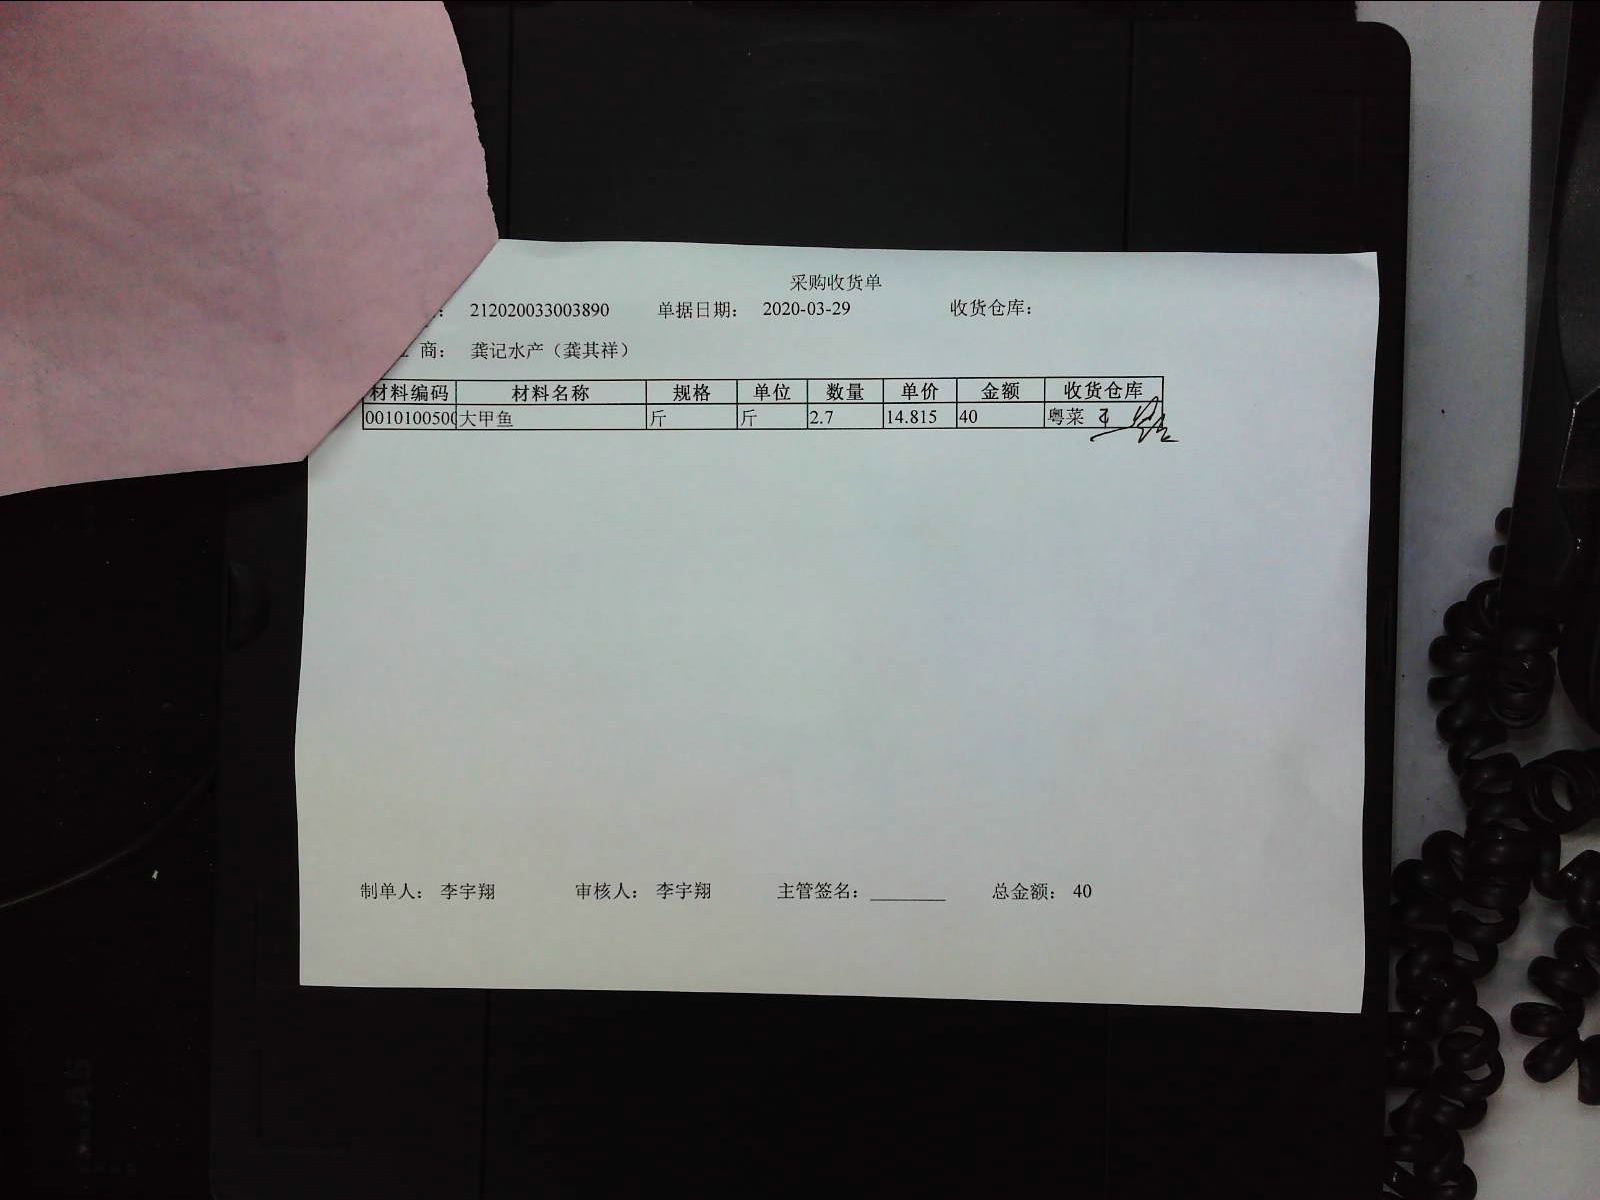 采购收货单
: 212020033003890 单据日期: 2020-03-29 收货仓库:
商: 龚记水产（龚其祥）
材料编码 材料名称 规格 单位 数量 单价 金额 收货仓库
0010100500 大甲鱼 斤 斤 2.7 14.815 40 粤菜
制单人: 李宇翔 审核人: 李宇翔 主管签名: 总金额: 40